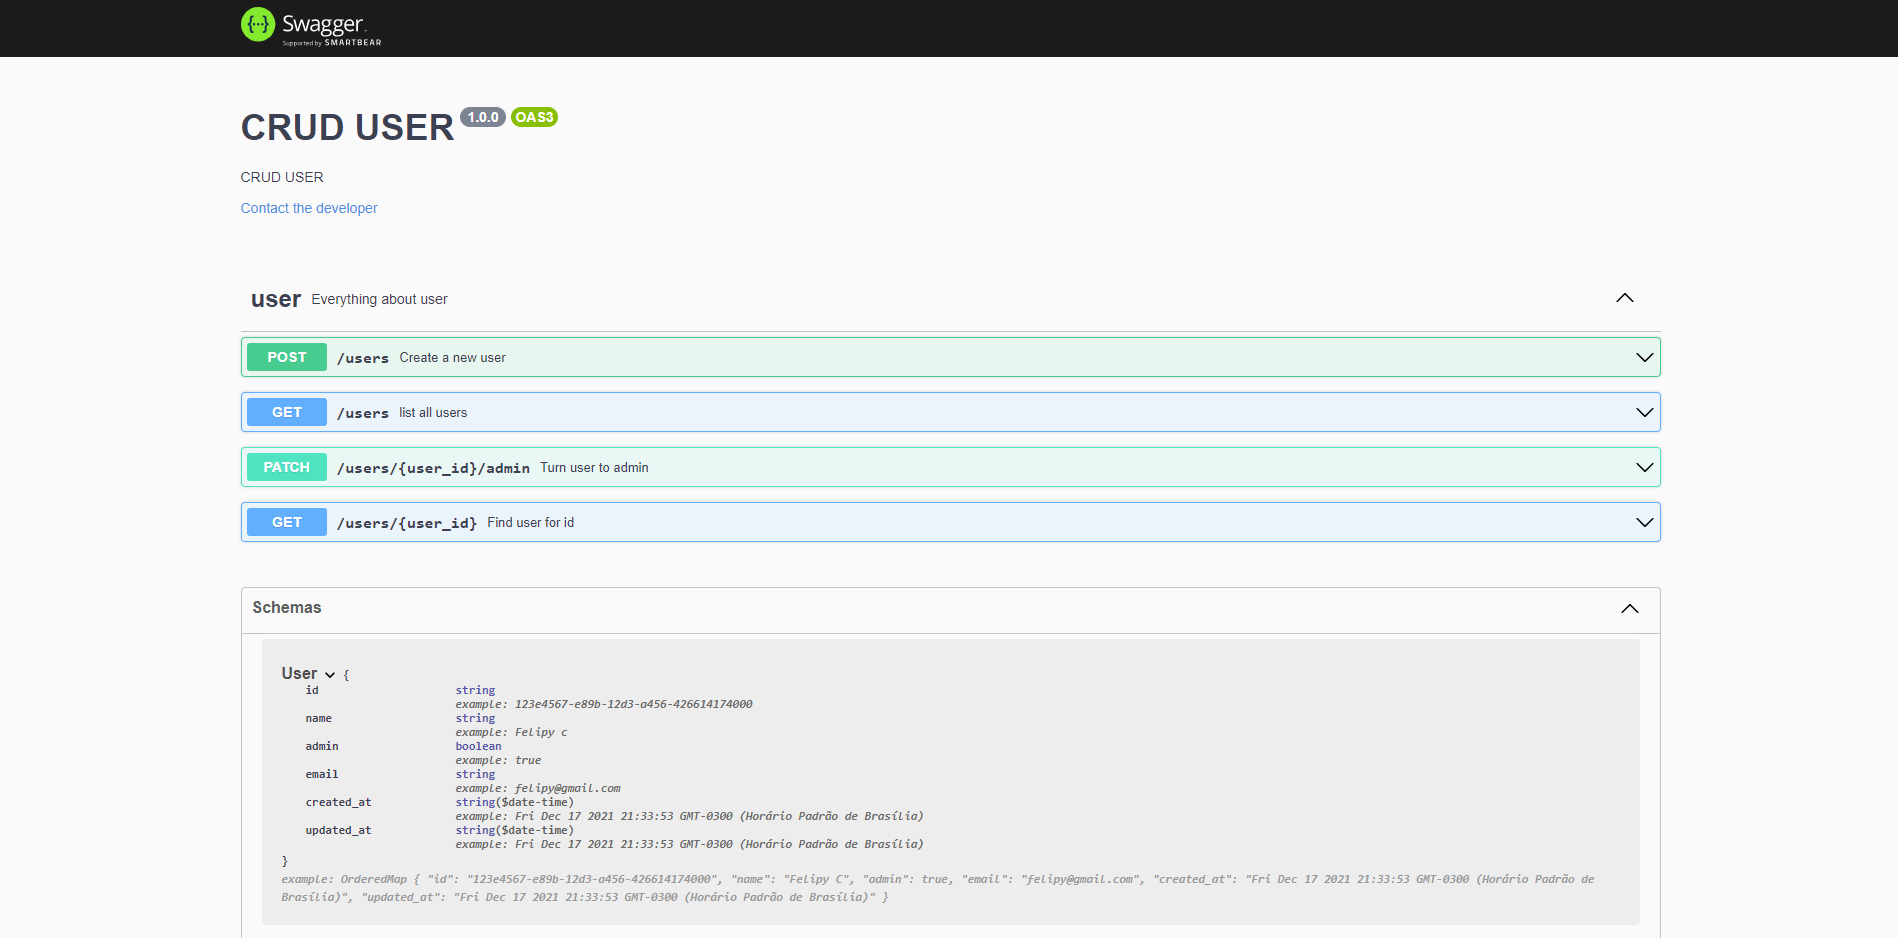 Swagger
Supported by SMARTBEAR
CRUD USER 1.0.0 OAS3
CRUD USER
Contact the developer
user Everything about user
POST /users Create a new user
GET /users list all users
PATCH /users/{user_id}/admin Turn user to admin
GET /users/{user_id} Find user for id
Schemas
User {
id string
example: 123e4567-e89b-12d3-a456-426614174000
name string
example: Felipy c
admin boolean
example: true
email string
example: felipy@gmail.com
created_at string($date-time)
example: Fri Dec 17 2021 21:33:53 GMT-0300 (Horário Padrão de Brasília)
updated_at string($date-time)
example: Fri Dec 17 2021 21:33:53 GMT-0300 (Horário Padrão de Brasília)
}
example: OrderedMap { "id": "123e4567-e89b-12d3-a456-426614174000", "name": "Felipy C", "admin": true, "email": "felipy@gmail.com", "created_at": "Fri Dec 17 2021 21:33:53 GMT-0300 (Horário Padrão de
Brasília)", "updated_at": "Fri Dec 17 2021 21:33:53 GMT-0300 (Horário Padrão de Brasília)" }